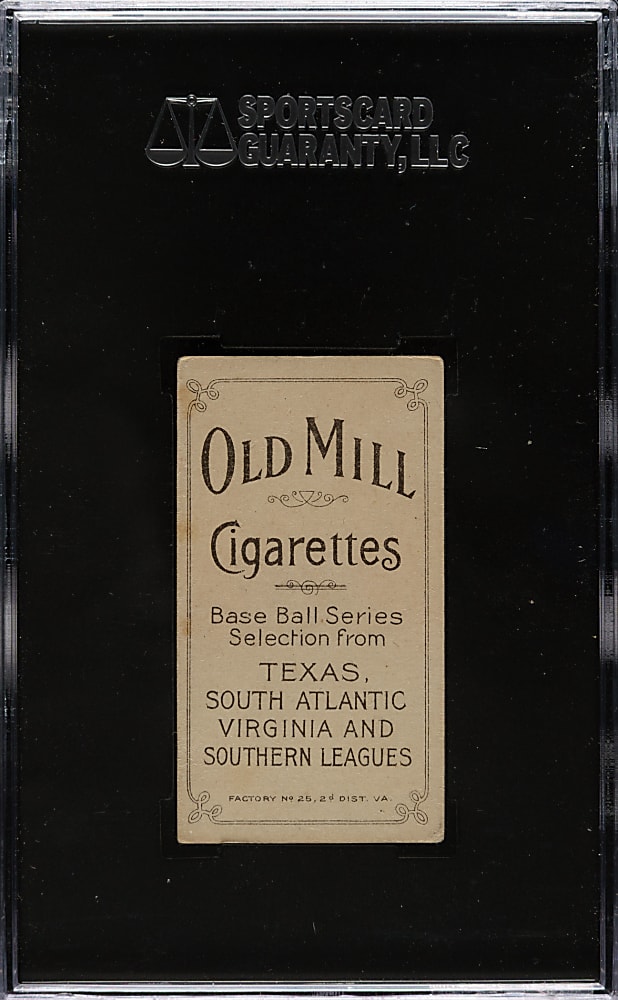 SPORTSCARD
GUARANTY, LLC
OLD MILL
Cigarettes
Base Ball Series
Selection from
TEXAS,
SOUTH ATLANTIC
VIRGINIA AND
SOUTHERN LEAGUES
FACTORY Nº 25, 2d DIST. VA.